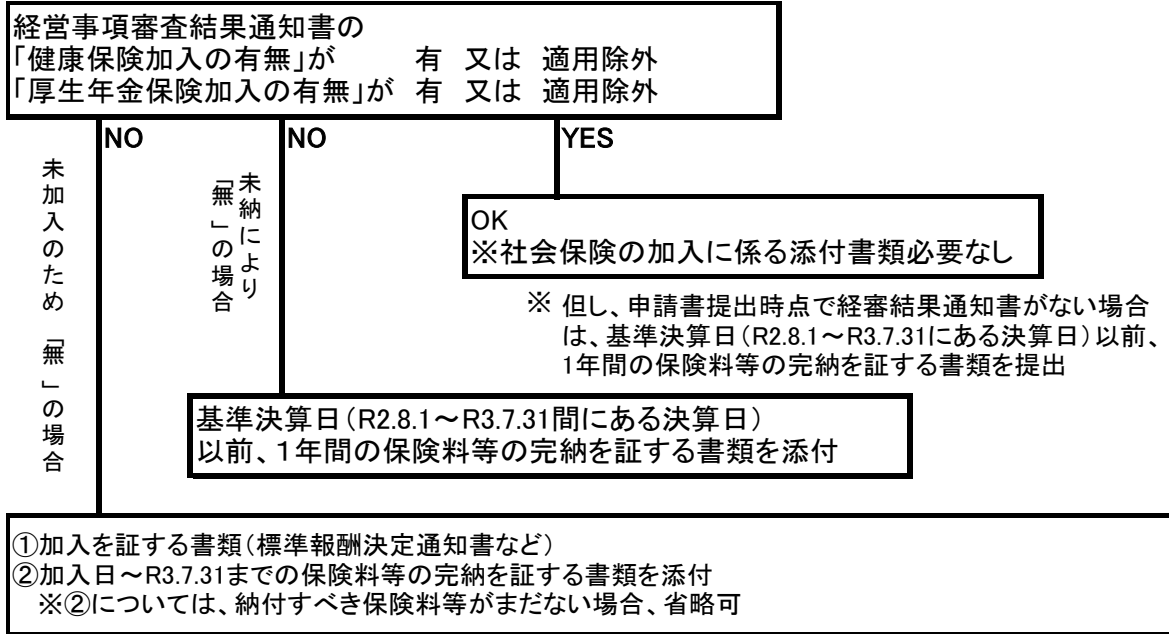 経営事項審査結果通知書の
「健康保険加入の有無」が　有 又は 適用除外
「厚生年金保険加入の有無」が 有 又は 適用除外
NO
NO
YES
未加入のため「無」の場合
未納により
「無」の場合
OK
※社会保険の加入に係る添付書類必要なし
※ 但し、申請書提出時点で経審結果通知書がない場合
は、基準決算日（R2.8.1～R3.7.31にある決算日）以前、
1年間の保険料等の完納を証する書類を提出
基準決算日（R2.8.1～R3.7.31間にある決算日）
以前、１年間の保険料等の完納を証する書類を添付
①加入を証する書類（標準報酬決定通知書など）
②加入日～R3.7.31までの保険料等の完納を証する書類を添付
※②については、納付すべき保険料等がまだない場合、省略可